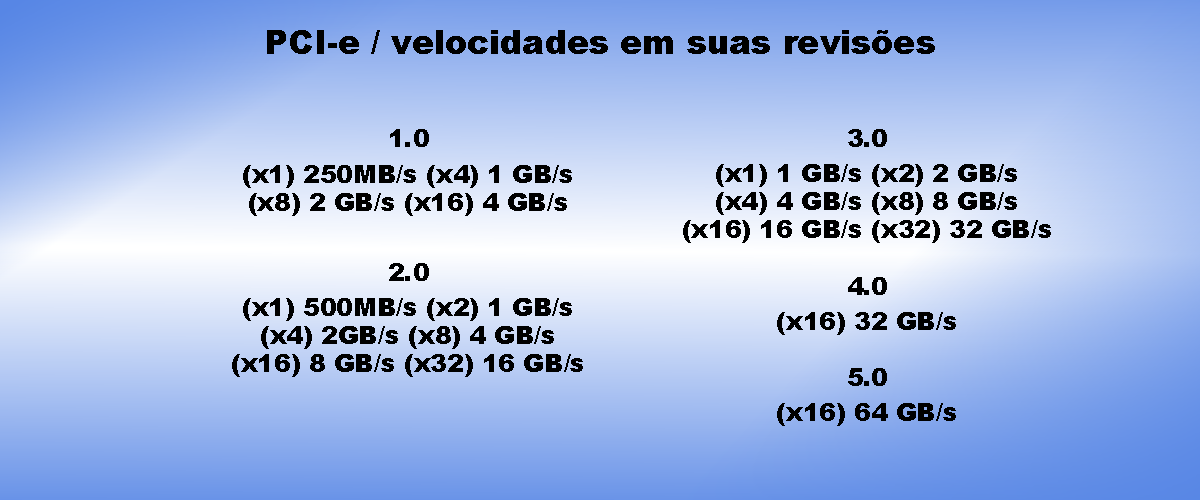 PCI-e / velocidades em suas revisões
1.0
(x1) 250MB/s (x4) 1 GB/s
(x8) 2 GB/s (x16) 4 GB/s
2.0
(x1) 500MB/s (x2) 1 GB/s
(x4) 2GB/s (x8) 4 GB/s
(x16) 8 GB/s (x32) 16 GB/s
3.0
(x1) 1 GB/s (x2) 2 GB/s
(x4) 4 GB/s (x8) 8 GB/s
(x16) 16 GB/s (x32) 32 GB/s
4.0
(x16) 32 GB/s
5.0
(x16) 64 GB/s